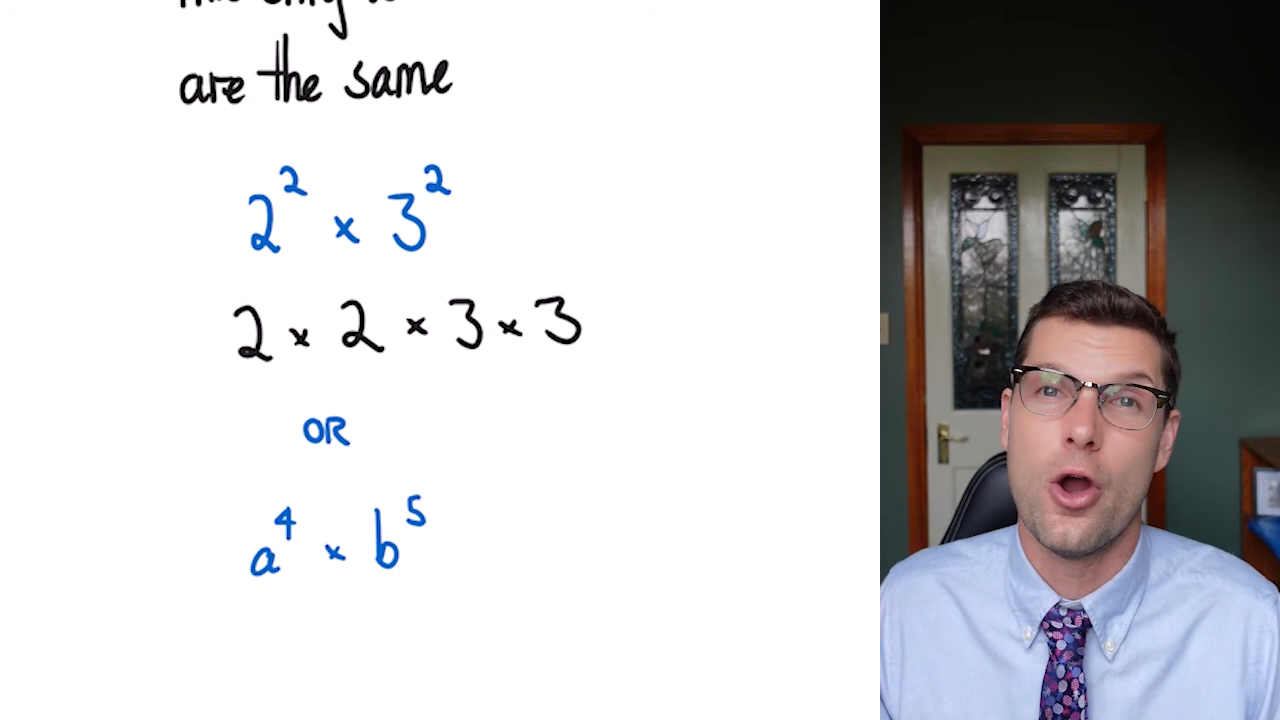 are the same
2² × 3²
2 × 2 × 3 × 3
OR
a⁴ × b⁵